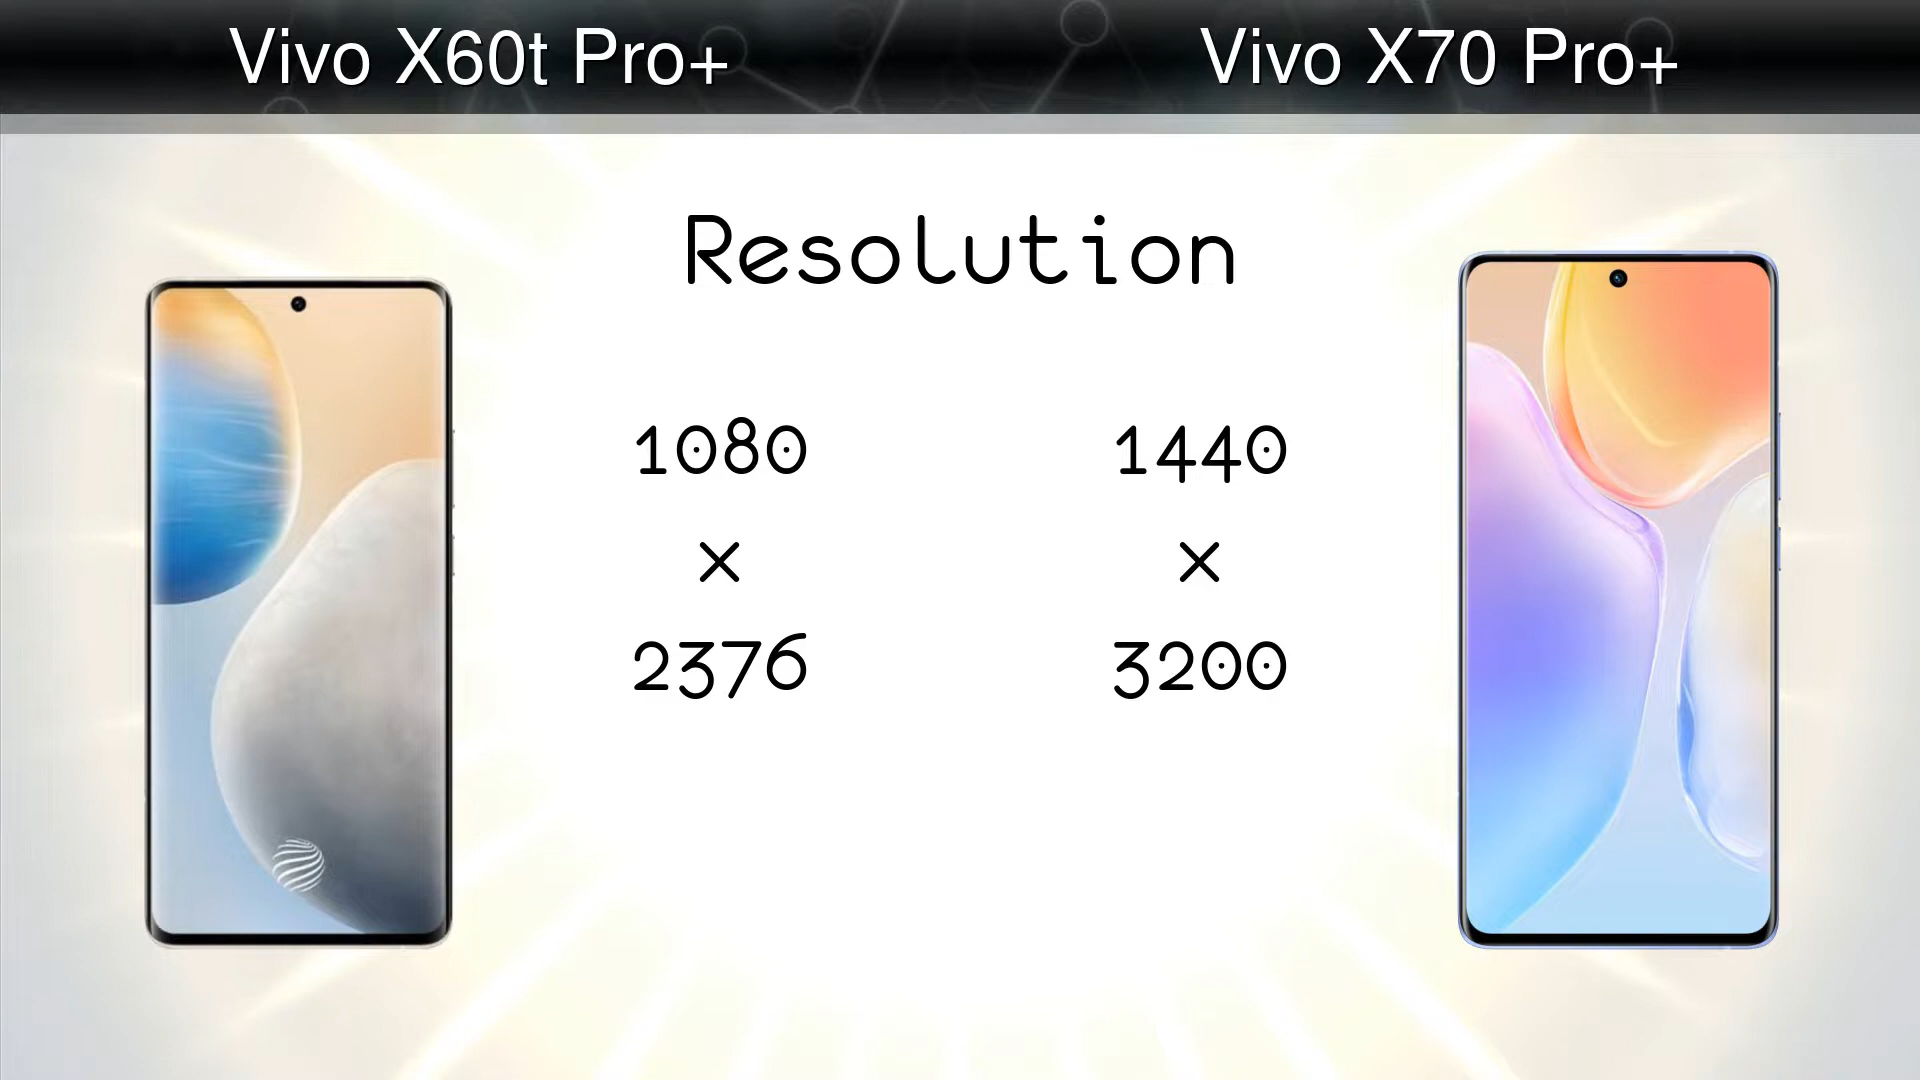 Vivo X60t Pro+
Vivo X70 Pro+
Resolution
1080
1440
×
×
2376
3200